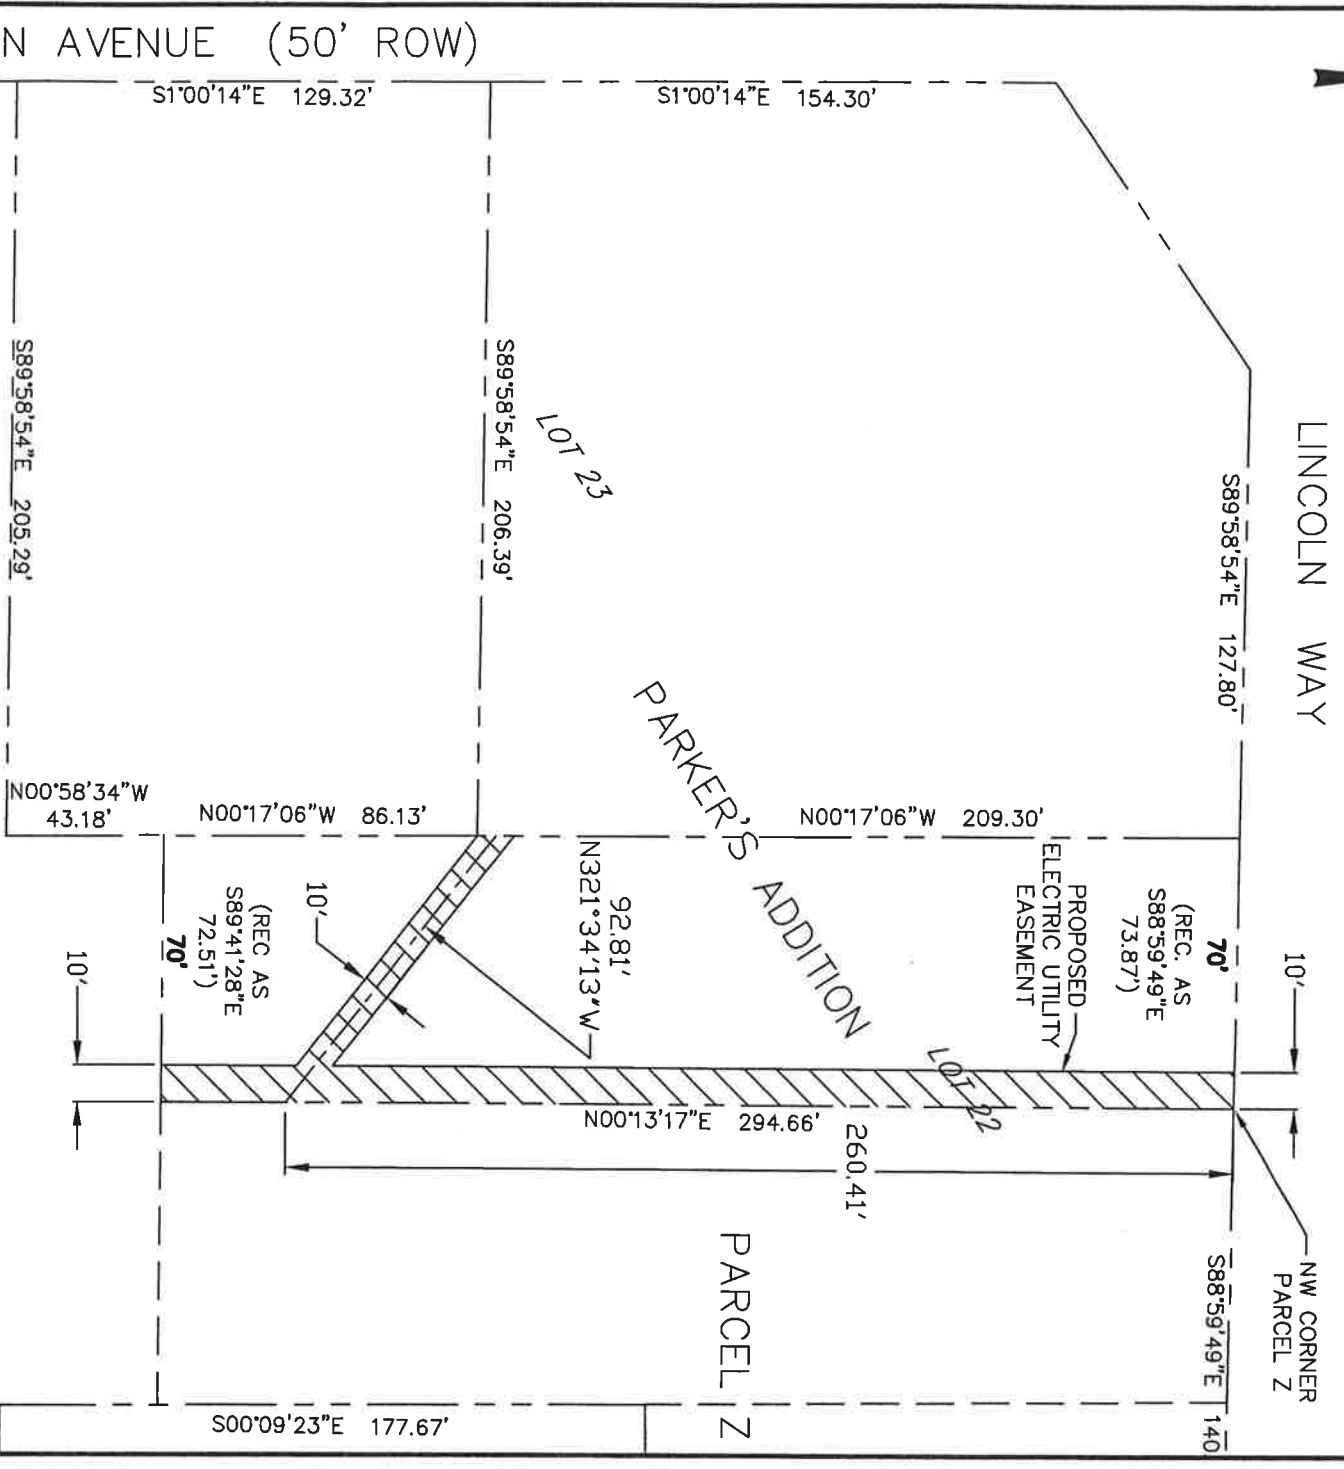 N AVENUE (50' ROW)
S1°00'14"E 129.32'
S1°00'14"E 154.30'
LINCOLN WAY
S89°58'54"E 127.80'
S89°58'54"E 206.39'
S89°58'54"E 205.29'
LOT 23
PARKER'S ADDITION
N00°58'34"W
43.18'
N00°17'06"W 86.13'
N00°17'06"W 209.30'
92.81'
N321°34'13"W
PROPOSED
ELECTRIC UTILITY
EASEMENT
70'
(REC. AS
S88°59'49"E
73.87')
10'
10'
(REC AS
S89°41'28"E
72.51')
70'
10'
LOT 22
N00°13'17"E 294.66'
260.41'
NW CORNER
PARCEL Z
S88°59'49"E 140
PARCEL Z
S00°09'23"E 177.67'